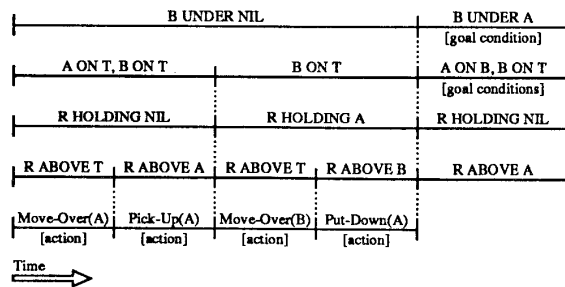 B UNDER NIL B UNDER A
[goal condition]
A ON T, B ON T B ON T A ON B, B ON T
[goal conditions]
R HOLDING NIL R HOLDING A R HOLDING NIL
R ABOVE T R ABOVE A R ABOVE T R ABOVE B R ABOVE A
Move-Over(A) Pick-Up(A) Move-Over(B) Put-Down(A)
[action] [action] [action] [action]
Time